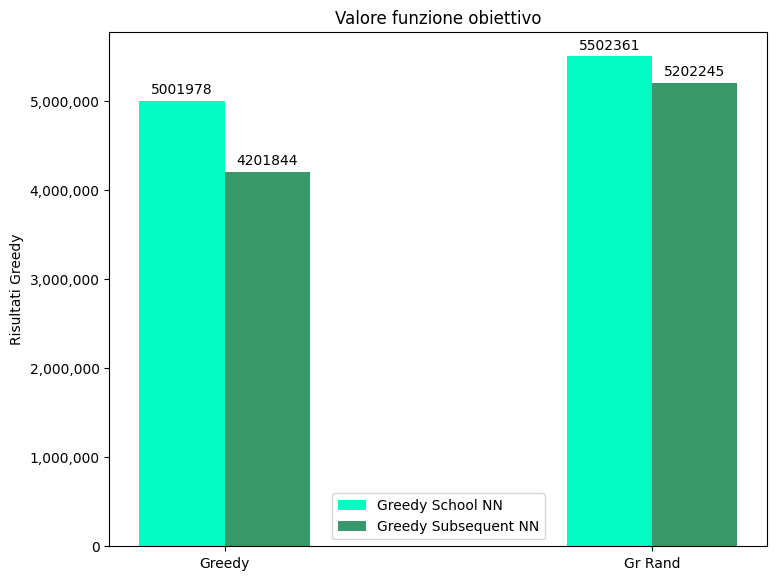 Valore funzione obiettivo
5502361
5202245
5001978
4201844
5,000,000
4,000,000
3,000,000
2,000,000
1,000,000
0
Risultati Greedy
Greedy School NN
Greedy Subsequent NN
Greedy
Gr Rand